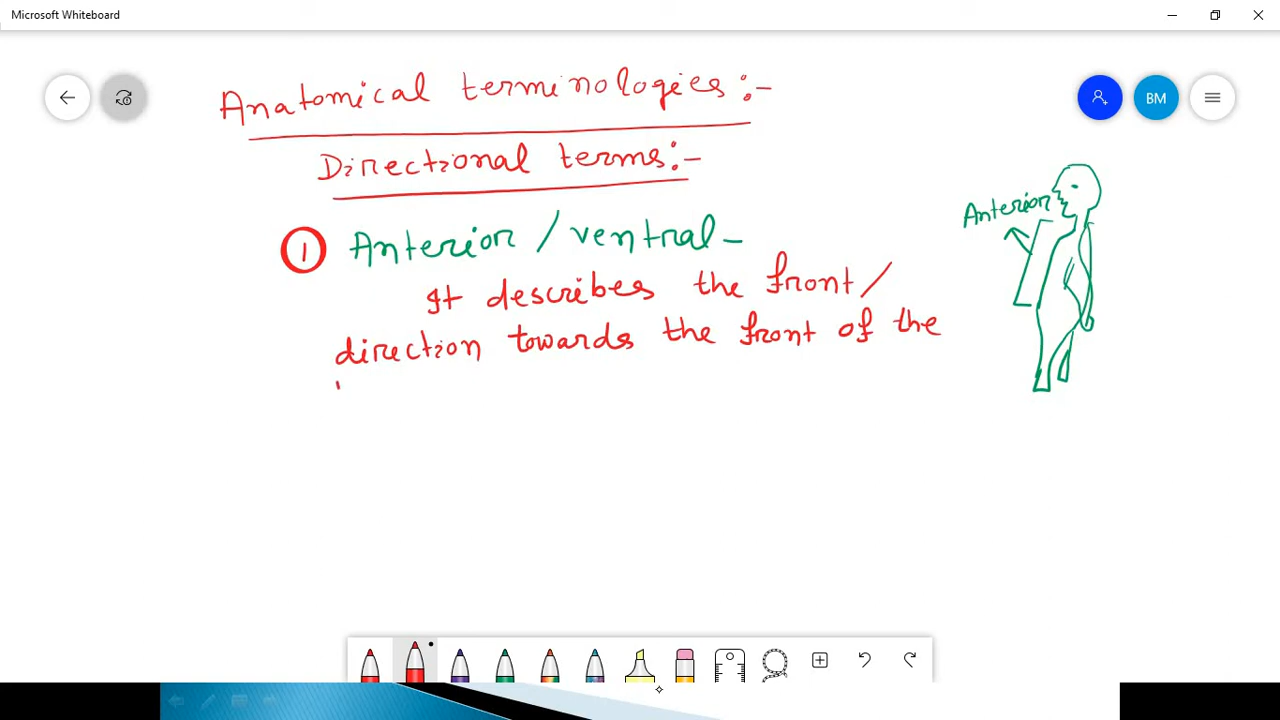 Microsoft Whiteboard
BM
Anatomical terminologies:-
Directional terms:-
Anterior
1 Anterior / ventral -
It describes the front /
direction towards the front of the